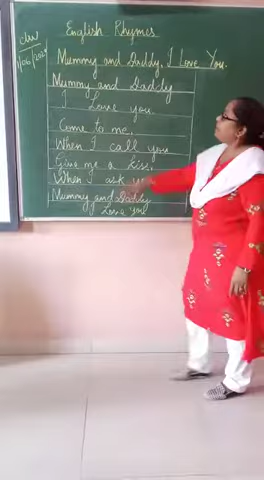 English Rhymes
C/W
Mummy and Daddy, I Love You.
Mummy and Daddy
I Love you.
Come to me,
When I call you
Give me a kiss,
When I ask you
Mummy and Daddy
Love you